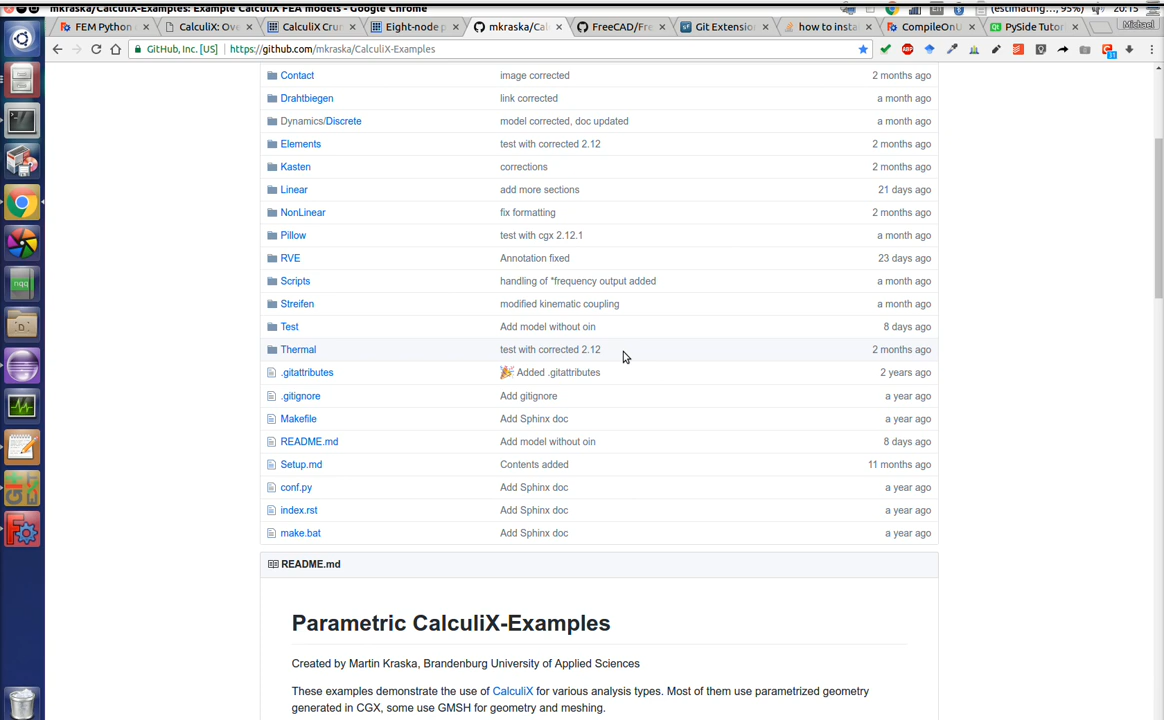 mkraska/CalculiX-Examples: Example CalculiX FEA models - Google Chrome
(estimating..., 95%) 20:15
FEM Python × CalculiX: Ove × CalculiX Crun × Eight-node p × mkraska/Cal × FreeCAD/Fre × Git Extension × how to insta × CompileOnU × PySide Tutor × Michael
GitHub, Inc. [US] https://github.com/mkraska/CalculiX-Examples ABP 31
Contact image corrected 2 months ago
Drahtbiegen link corrected a month ago
Dynamics/Discrete model corrected, doc updated a month ago
Elements test with corrected 2.12 2 months ago
Kasten corrections 2 months ago
Linear add more sections 21 days ago
NonLinear fix formatting 2 months ago
Pillow test with cgx 2.12.1 a month ago
RVE Annotation fixed 23 days ago
nqq
Scripts handling of *frequency output added a month ago
Streifen modified kinematic coupling a month ago
Test Add model without oin 8 days ago
Thermal test with corrected 2.12 2 months ago
.gitattributes 🎉 Added .gitattributes 2 years ago
.gitignore Add gitignore a year ago
Makefile Add Sphinx doc a year ago
README.md Add model without oin 8 days ago
Setup.md Contents added 11 months ago
conf.py Add Sphinx doc a year ago
index.rst Add Sphinx doc a year ago
make.bat Add Sphinx doc a year ago
README.md
Parametric CalculiX-Examples
Created by Martin Kraska, Brandenburg University of Applied Sciences
These examples demonstrate the use of CalculiX for various analysis types. Most of them use parametrized geometry
generated in CGX, some use GMSH for geometry and meshing.